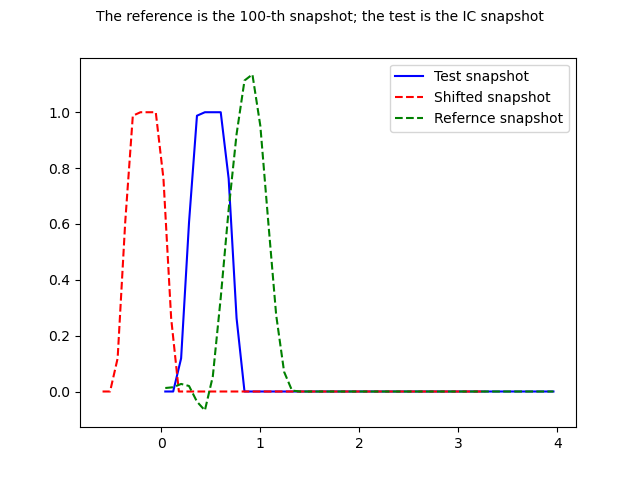 The reference is the 100-th snapshot; the test is the IC snapshot
Test snapshot
Shifted snapshot
Refernce snapshot
1.0
0.8
0.6
0.4
0.2
0.0
0 1 2 3 4